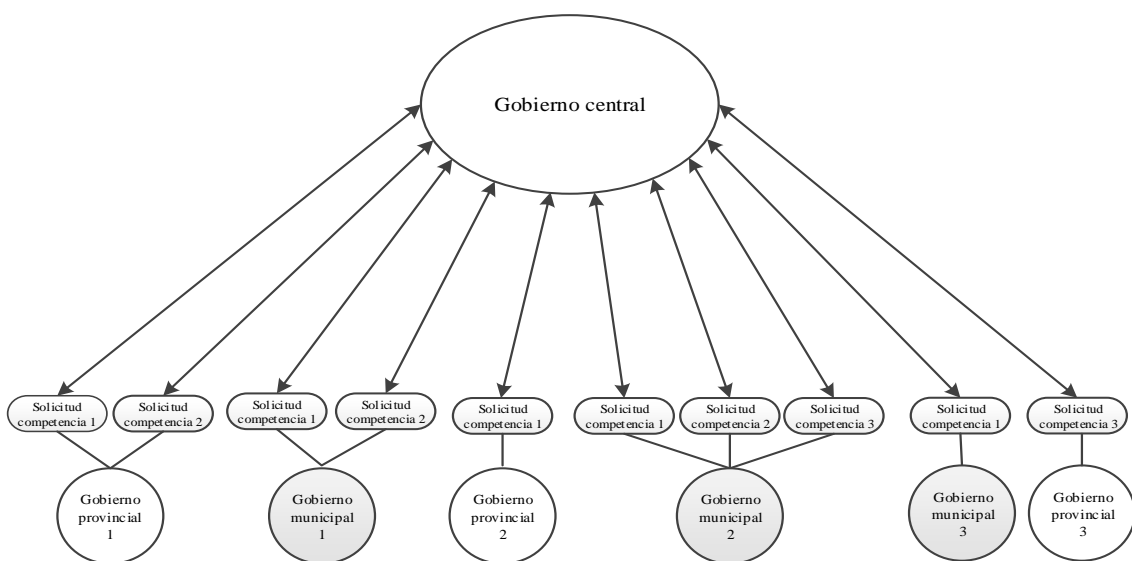 Gobierno central
Solicitud
competencia 1
Solicitud
competencia 2
Solicitud
competencia 1
Solicitud
competencia 2
Solicitud
competencia 1
Solicitud
competencia 1
Solicitud
competencia 2
Solicitud
competencia 3
Solicitud
competencia 1
Solicitud
competencia 3
Gobierno
provincial
1
Gobierno
municipal
1
Gobierno
provincial
2
Gobierno
municipal
2
Gobierno
municipal
3
Gobierno
provincial
3